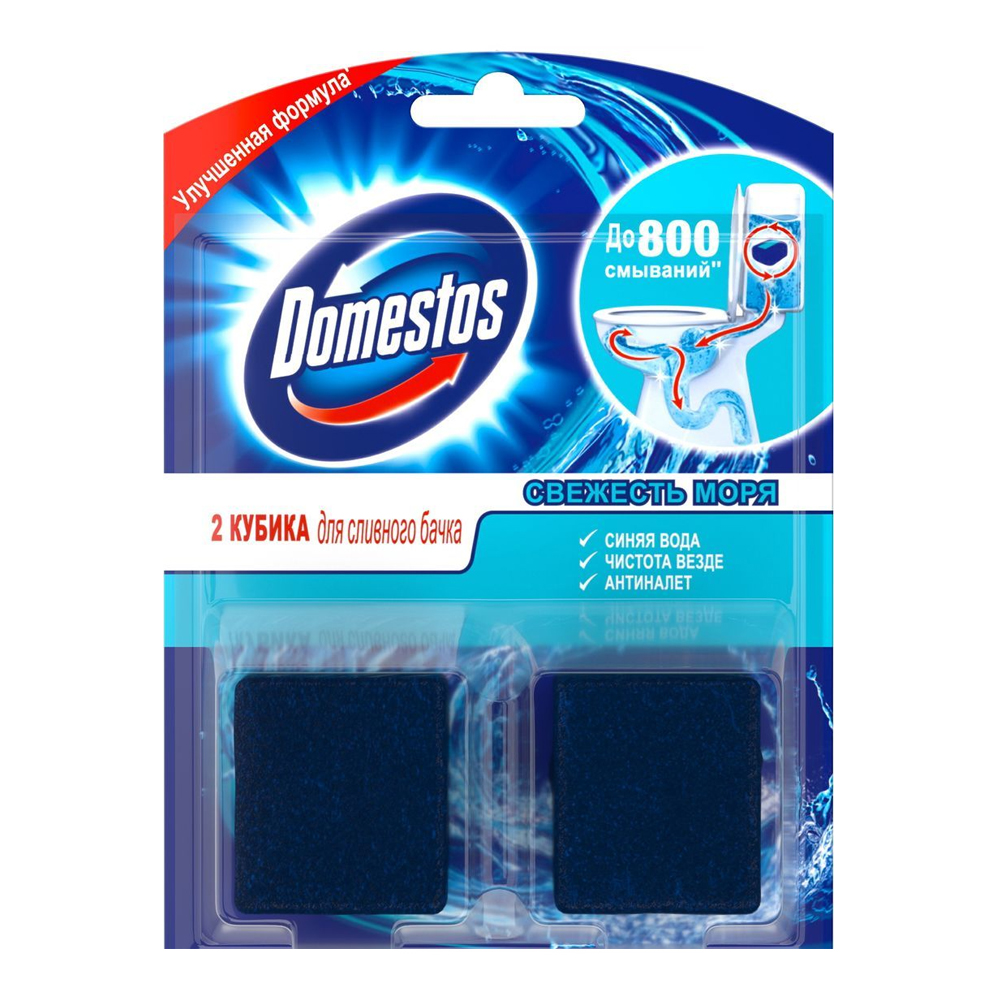 Улучшенная формула'
Domestos
До 800
смываний"
СВЕЖЕСТЬ МОРЯ
2 КУБИКА для сливного бачка
✓ СИНЯЯ ВОДА
✓ ЧИСТОТА ВЕЗДЕ
✓ АНТИНАЛЕТ